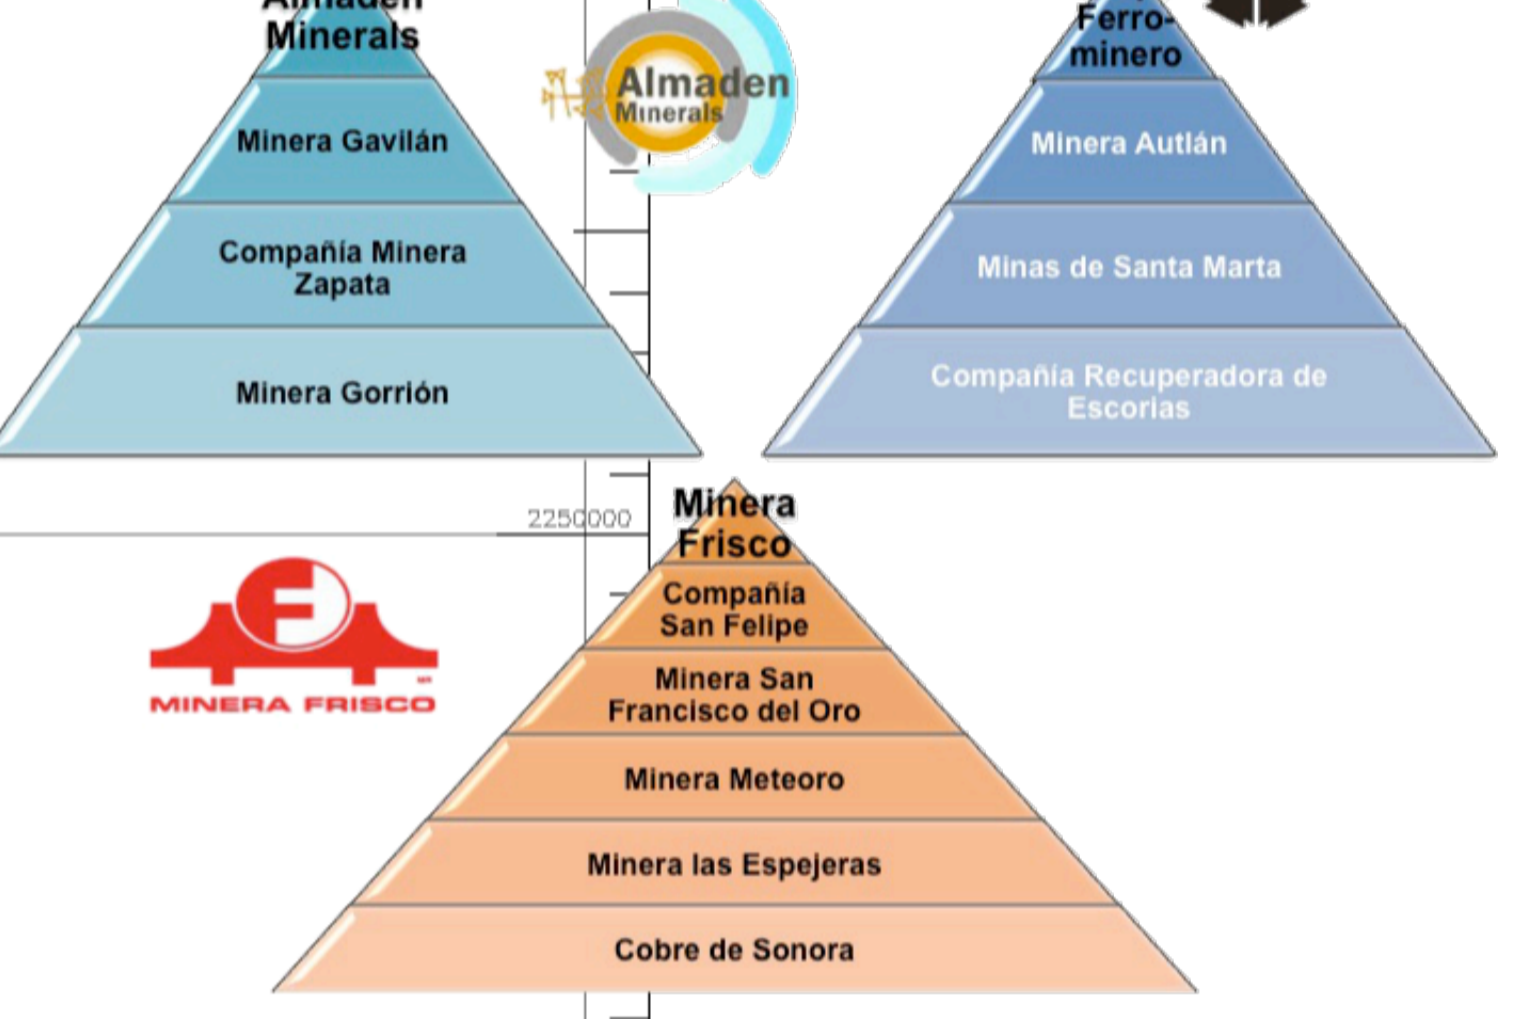 Almaden
Minerals
Minera Gavilán
Compañía Minera
Zapata
Minera Gorrión
Almaden
Minerals
Ferro-
minero
Minera Autlán
Minas de Santa Marta
Compañía Recuperadora de
Escorias
2250000
MINERA FRISCO
Minera
Frisco
Compañía
San Felipe
Minera San
Francisco del Oro
Minera Meteoro
Minera las Espejeras
Cobre de Sonora